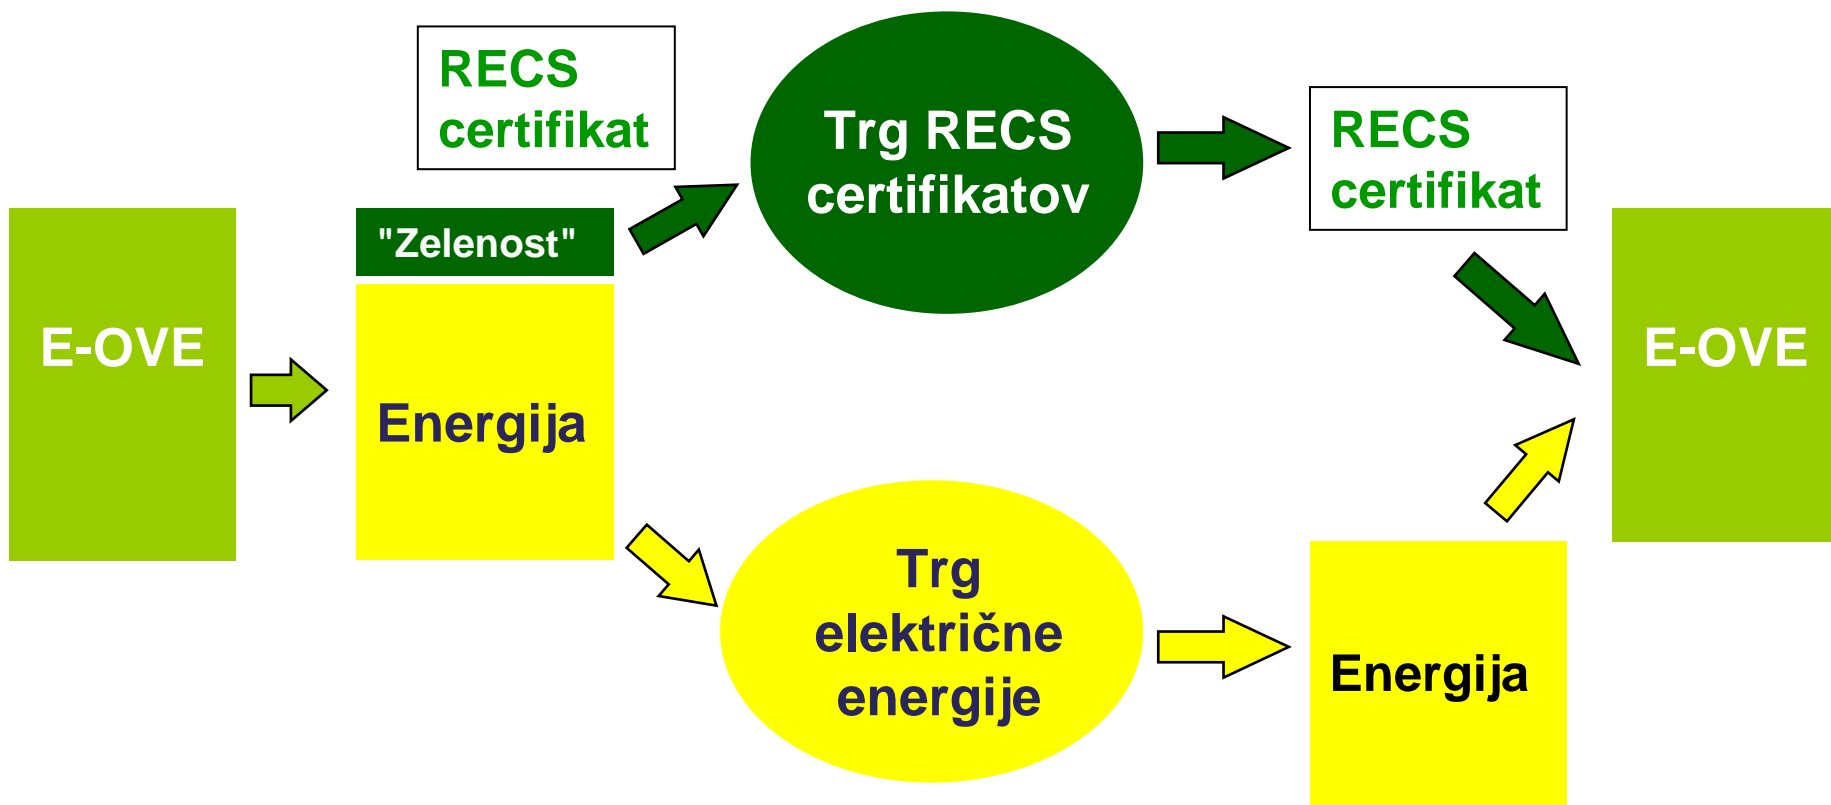 E-OVE
RECS
certifikat
"Zelenost"
Energija
Trg RECS
certifikatov
Trg
električne
energije
RECS
certifikat
Energija
E-OVE